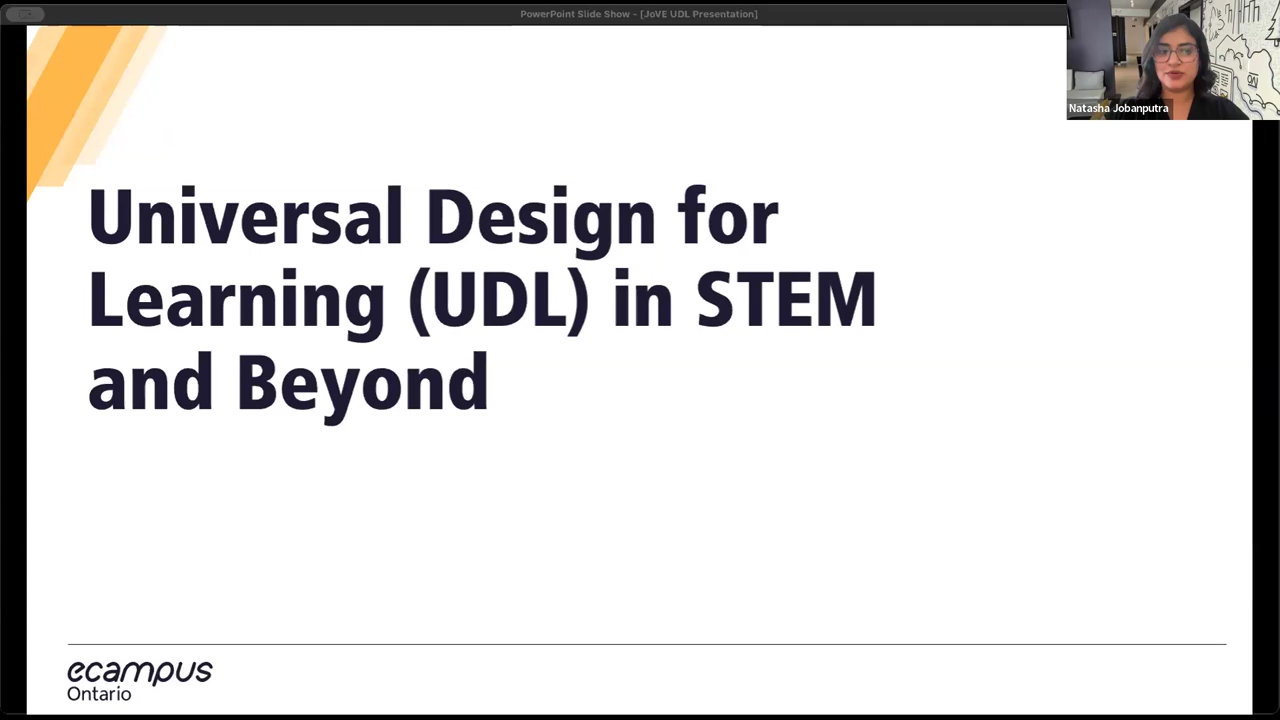 PowerPoint Slide Show - [JoVE UDL Presentation]
Natasha Jobanputra
Universal Design for
Learning (UDL) in STEM
and Beyond
ecampus
Ontario